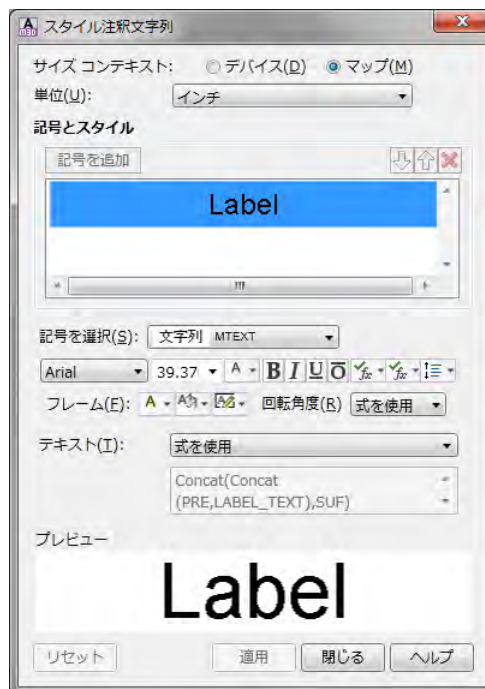 スタイル注釈文字列
サイズ コンテキスト: デバイス(D) マップ(M)
単位(U): インチ
記号とスタイル
記号を追加
Label
記号を選択(S): 文字列 MTEXT
Arial 39.37 A B I U O fx fx
フレーム(F): A 回転角度(R) 式を使用
テキスト(T): 式を使用
Concat(Concat
(PRE,LABEL_TEXT),SUF)
プレビュー
Label
リセット 適用 閉じる ヘルプ